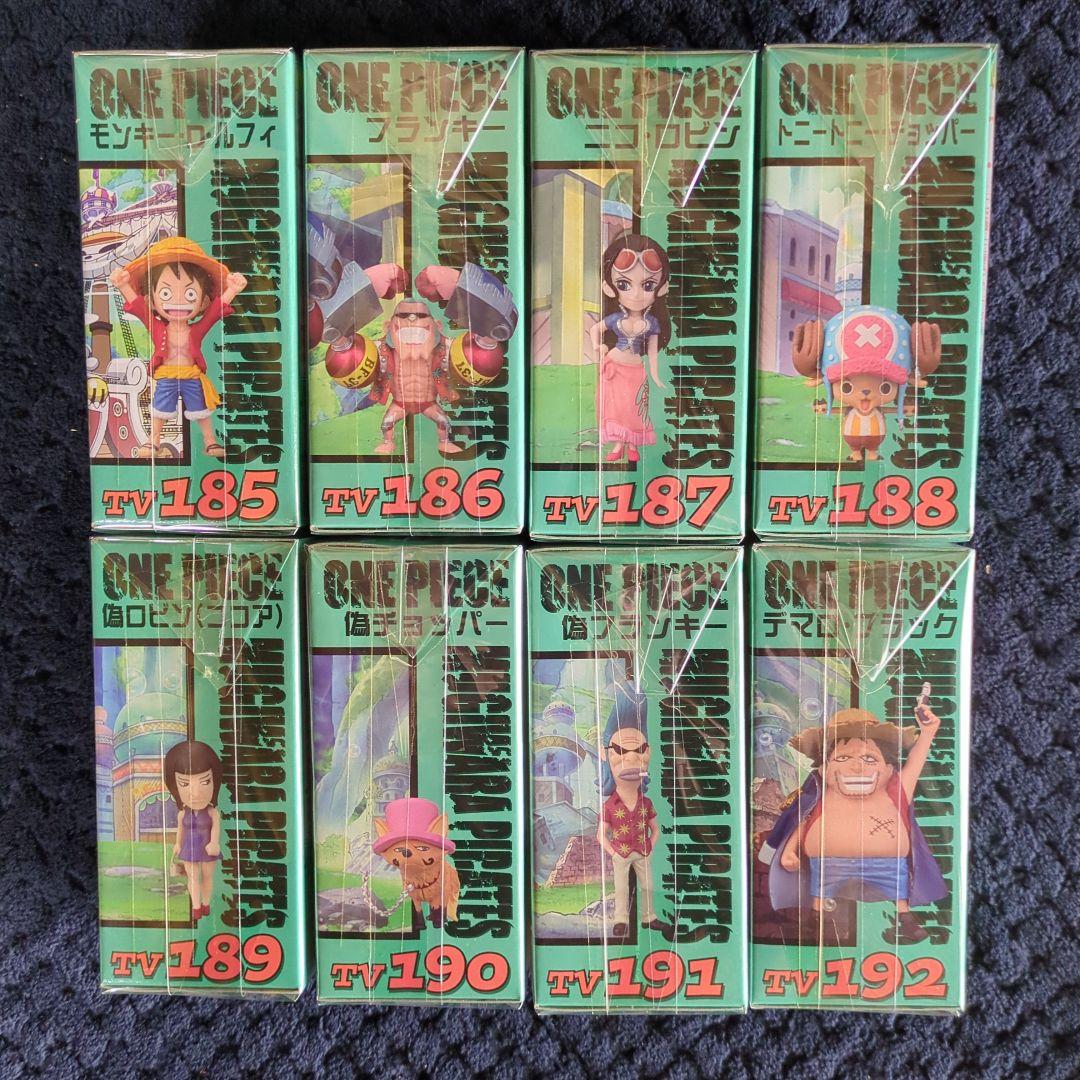 ONE PIECE
モンキー・D・ルフィ
MUGIWARA PIRATES
TV185
ONE PIECE
フランキー
MUGIWARA PIRATES
BF-37
TV186
ONE PIECE
ニコ・ロビン
MUGIWARA PIRATES
TV187
ONE PIECE
トニートニー・チョッパー
MUGIWARA PIRATES
TV188
ONE PIECE
偽ロビン(ココア)
MUGIWARA PIRATES
TV189
ONE PIECE
偽チョッパー
MUGIWARA PIRATES
TV190
ONE PIECE
偽フランキー
MUGIWARA PIRATES
TV191
ONE PIECE
デマロ・ブラック
MUGIWARA PIRATES
TV192